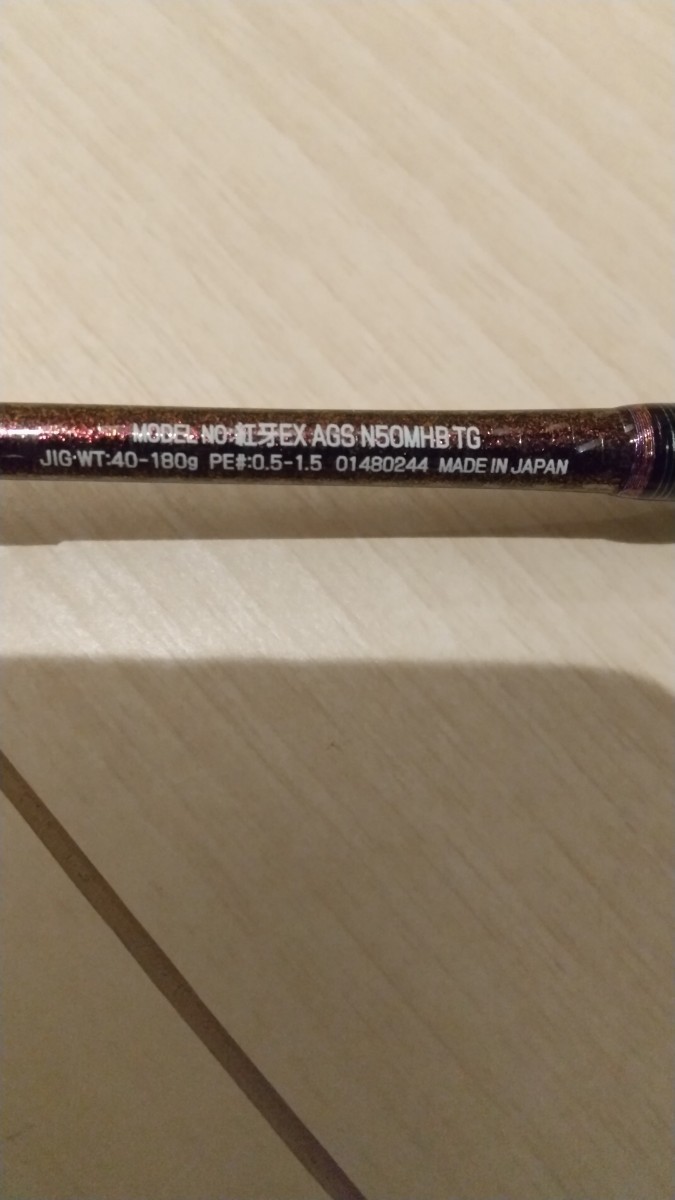 MODEL NO:紅牙EX AGS N50MHB TG
JIG·WT:40-180g PE#:0.5-1.5 01480244 MADE IN JAPAN